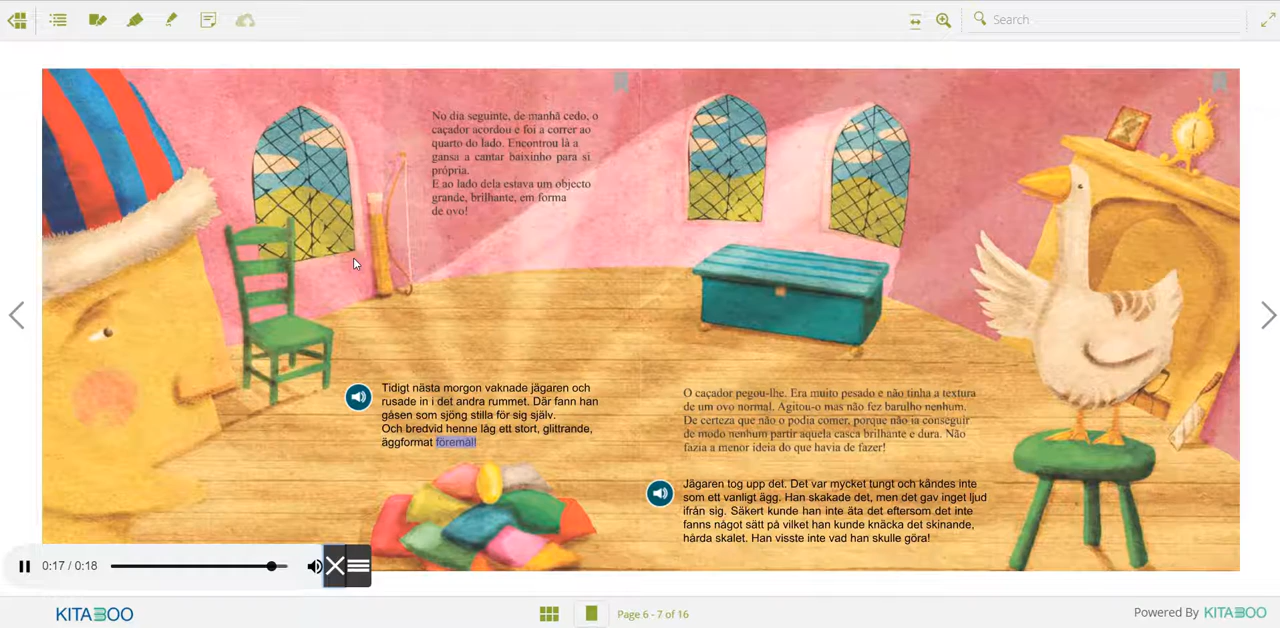 Search
No dia seguinte, de manhã cedo, o
caçador acordou e foi a correr ao
quarto do lado. Encontrou lá a
gansa a cantar baixinho para si
própria.
E ao lado dela estava um objecto
grande, brilhante, em forma
de ovo!
Tidigt nästa morgon vaknade jägaren och
rusade in i det andra rummet. Där fann han
gåsen som sjöng stilla för sig själv.
Och bredvid henne låg ett stort, glittrande,
äggformat föremål!
O caçador pegou-lhe. Era muito pesado e não tinha a textura
de um ovo normal. Agitou-o mas não fez barulho nenhum.
De certeza que não o podia comer, porque não ia conseguir
de modo nenhum partir aquela casca brilhante e dura. Não
fazia a menor ideia do que havia de fazer!
Jägaren tog upp det. Det var mycket tungt och kändes inte
som ett vanligt ägg. Han skakade det, men det gav inget ljud
ifrån sig. Säkert kunde han inte äta det eftersom det inte
fanns något sätt på vilket han kunde knäcka det skinande,
hårda skalet. Han visste inte vad han skulle göra!
0:17 / 0:18
KITABOO
Page 6 - 7 of 16
Powered By KITABOO